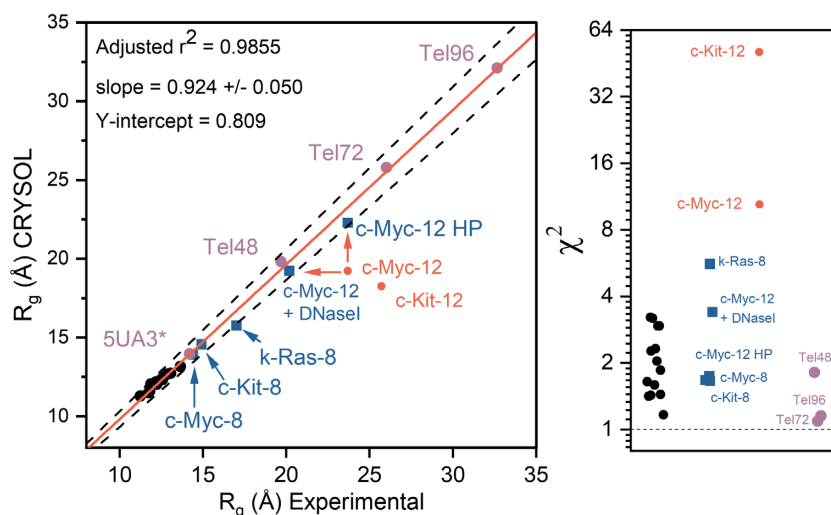 Adjusted r² = 0.9855
slope = 0.924 +/- 0.050
Y-intercept = 0.809
Tel96
Tel72
Tel48
c-Myc-12 HP
c-Myc-12
c-Kit-12
c-Myc-12
+ DNaseI
5UA3*
k-Ras-8
c-Kit-8
c-Myc-8
35
30
25
20
15
10
Rg (Å) CRYSOL
10
15
20
25
30
35
Rg (Å) Experimental
64
32
16
8
4
2
1
χ²
c-Kit-12
c-Myc-12
k-Ras-8
c-Myc-12
+ DNaseI
c-Myc-12 HP
c-Myc-8
c-Kit-8
Tel48
Tel96
Tel72